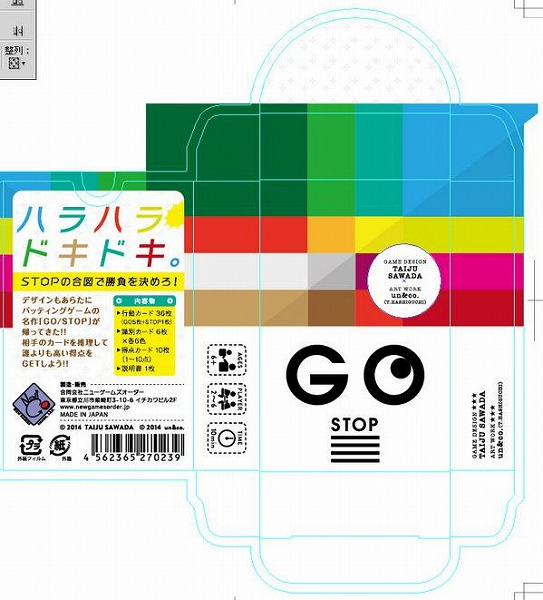 整列:
ハラハラ
ドキドキ。
STOPの合図で勝負を決めろ!
デザインもあらたに
バッティングゲームの
名作『GO/STOP』が
帰ってきた!!
相手のカードを推理して
誰よりも高い得点を
GETしよう!!
内容物
▶行動カード 36枚
(GO5枚+STOP1枚)
▶識別カード 6枚
×各6色
▶得点カード 10枚
(1〜10点)
▶説明書 1枚
製造・販売
合同会社ニューゲームズオーダー
東京都立川市柴崎町3-10-6 イチカワビル2F
www.newgamesorder.jp
MADE IN JAPAN
© 2014 TAIJU SAWADA © 2014 un&co.
プラ
外装フィルム
紙
外箱
4 562365 270239
AGES
6+
PLAYER
2~6
TIME
10min
GAME DESIGN
TAIJU
SAWADA
×
ART WORK
un&co.
(T.HASHIGUCHI)
GO
STOP
GAME DESIGN ★★★
TAIJU SAWADA
ART WORK ★★★
un&co. (T.HASHIGUCHI)